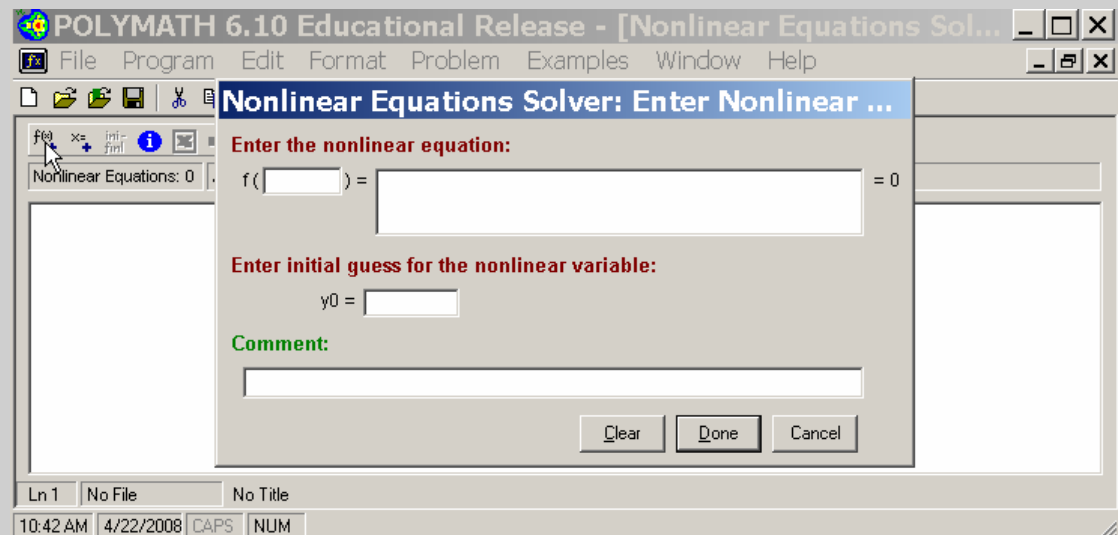 POLYMATH 6.10 Educational Release - [Nonlinear Equations Sol...
File Program Edit Format Problem Examples Window Help
Nonlinear Equations Solver: Enter Nonlinear ...
f(x) x= ini- finl
Nonlinear Equations: 0
Enter the nonlinear equation:
f ( ) = = 0
Enter initial guess for the nonlinear variable:
y0 =
Comment:
Clear Done Cancel
Ln 1 No File No Title
10:42 AM 4/22/2008 CAPS NUM